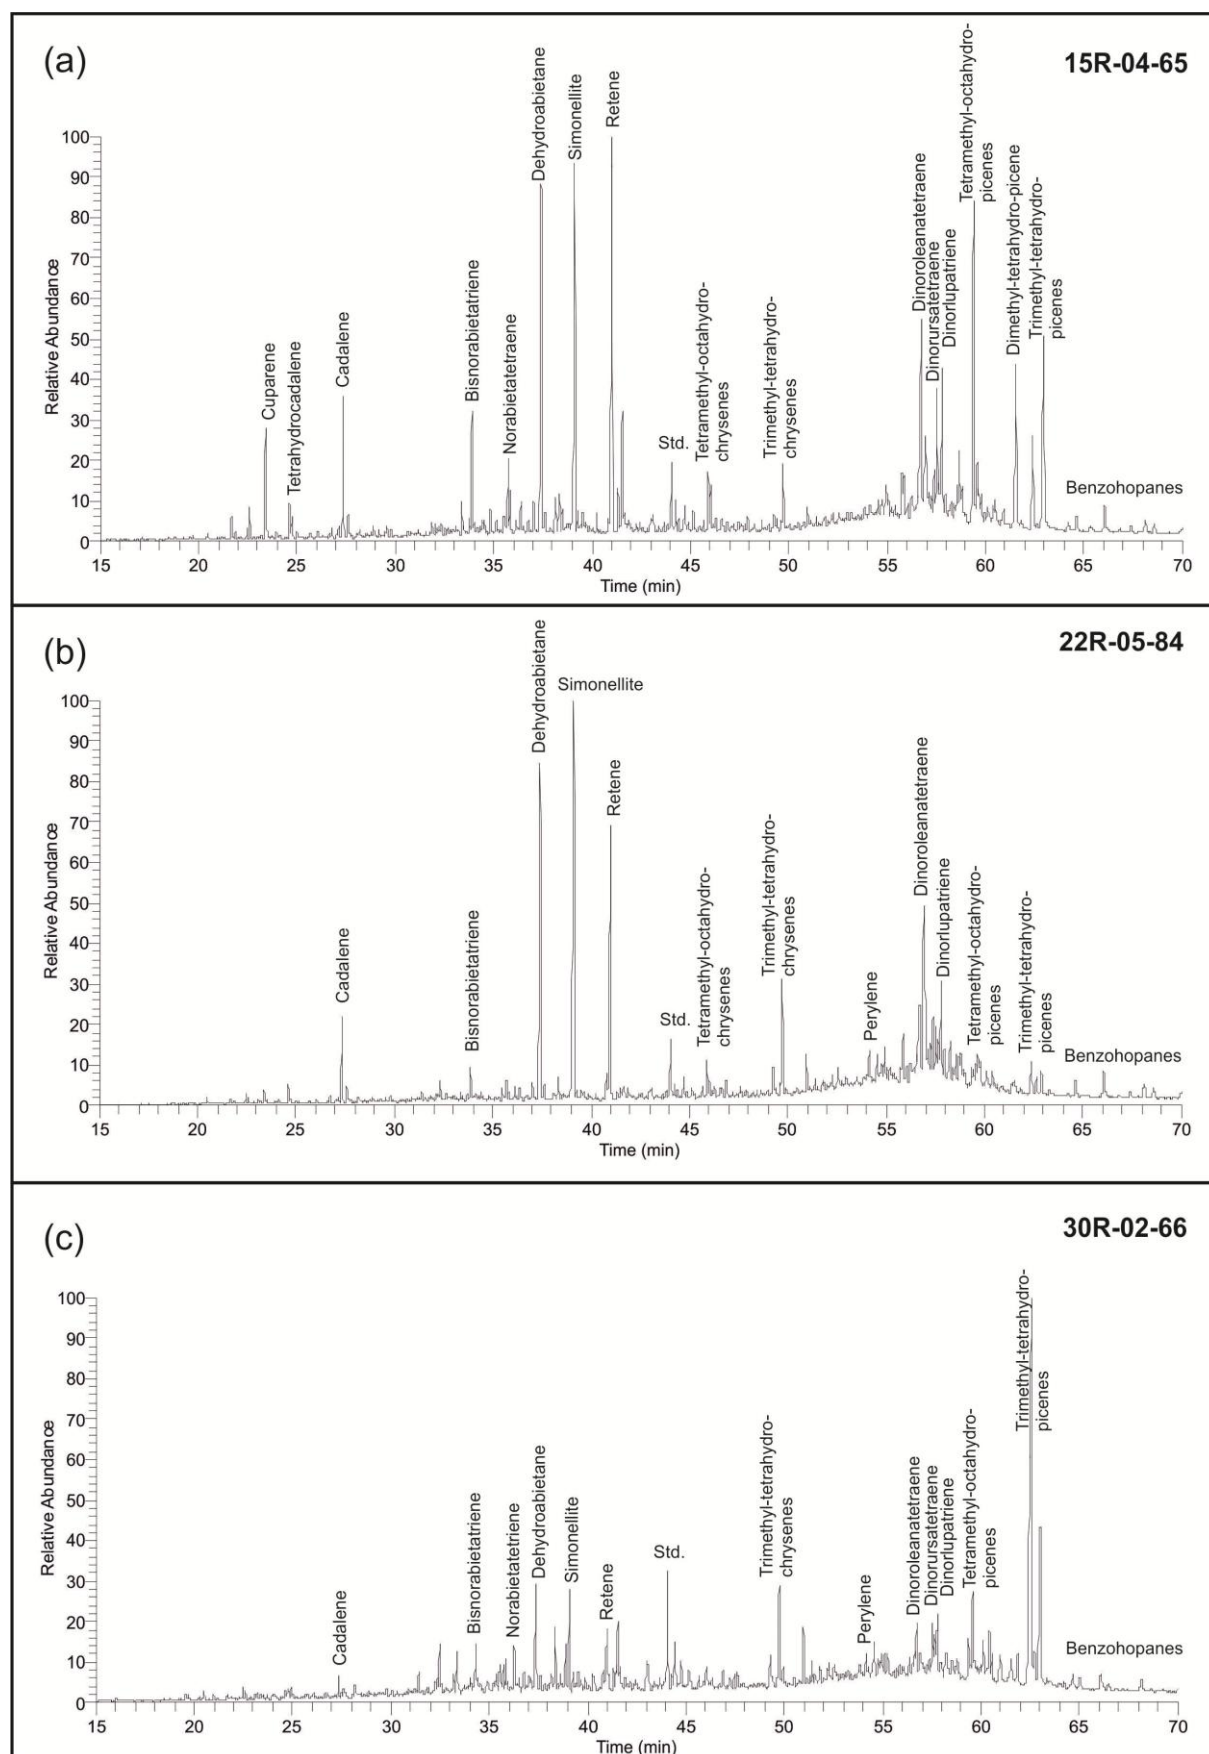 (a)
15R-04-65
Relative Abundance
100
90
80
70
60
50
40
30
20
10
0
Cuparene
Tetrahydrocadalene
Cadalene
Bisnorabietatriene
Norabietatetraene
Dehydroabietane
Simonellite
Retene
Std.
Tetramethyl-octahydro-
chrysenes
Trimethyl-tetrahydro-
chrysenes
Dinoroleanatetraene
Dinorursatetraene
Dinorlupatriene
Tetramethyl-octahydro-
picenes
Dimethyl-tetrahydro-picene
Trimethyl-tetrahydro-
picenes
Benzohopanes
15 20 25 30 35 40 45 50 55 60 65 70
Time (min)
(b)
22R-05-84
Relative Abundance
100
90
80
70
60
50
40
30
20
10
0
Cadalene
Bisnorabietatriene
Dehydroabietane
Simonellite
Retene
Std.
Tetramethyl-octahydro-
chrysenes
Trimethyl-tetrahydro-
chrysenes
Perylene
Dinoroleanatetraene
Dinorlupatriene
Tetramethyl-octahydro-
picenes
Trimethyl-tetrahydro-
picenes
Benzohopanes
15 20 25 30 35 40 45 50 55 60 65 70
Time (min)
(c)
30R-02-66
Relative Abundance
100
90
80
70
60
50
40
30
20
10
0
Cadalene
Bisnorabietatriene
Norabietatetriene
Dehydroabietane
Simonellite
Retene
Std.
Trimethyl-tetrahydro-
chrysenes
Perylene
Dinoroleanatetraene
Dinorursatetraene
Dinorlupatriene
Tetramethyl-octahydro-
picenes
Trimethyl-tetrahydro-
picenes
Benzohopanes
15 20 25 30 35 40 45 50 55 60 65 70
Time (min)